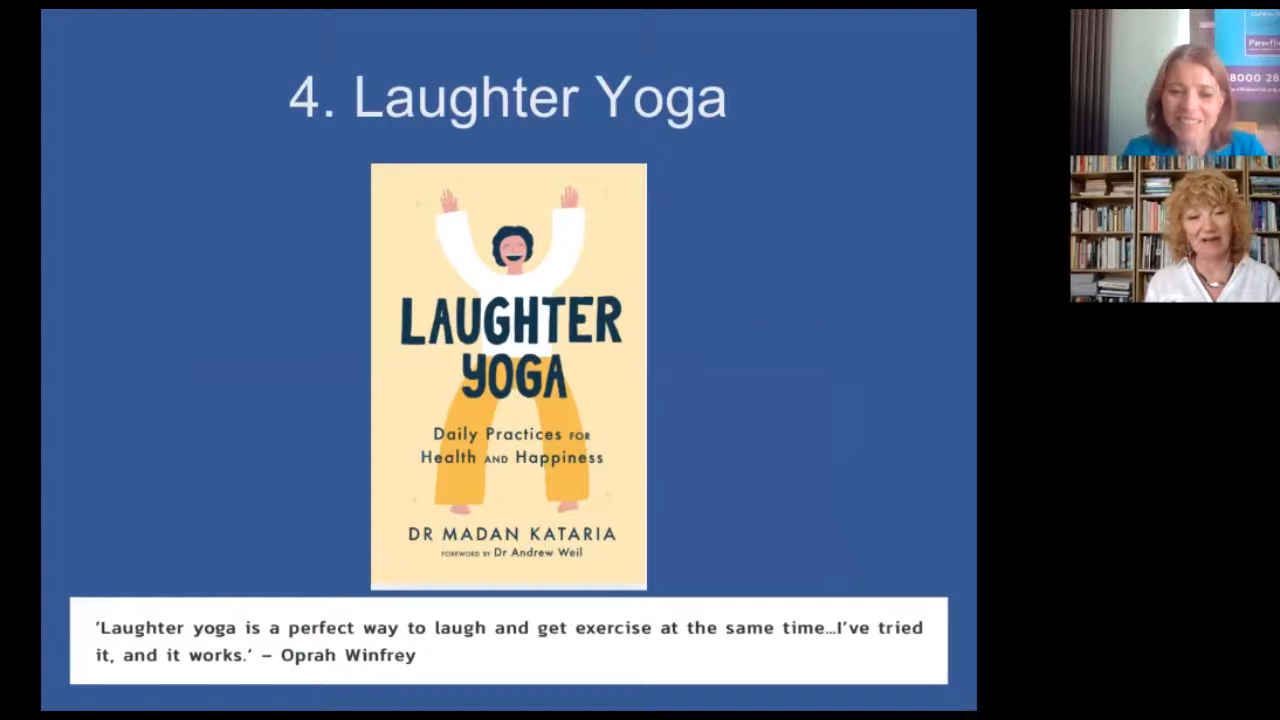 4. Laughter Yoga
LAUGHTER
YOGA
Daily Practices FOR
Health AND Happiness
DR MADAN KATARIA
FOREWORD BY Dr Andrew Weil
'Laughter yoga is a perfect way to laugh and get exercise at the same time…I've tried
it, and it works.' – Oprah Winfrey
8000 28